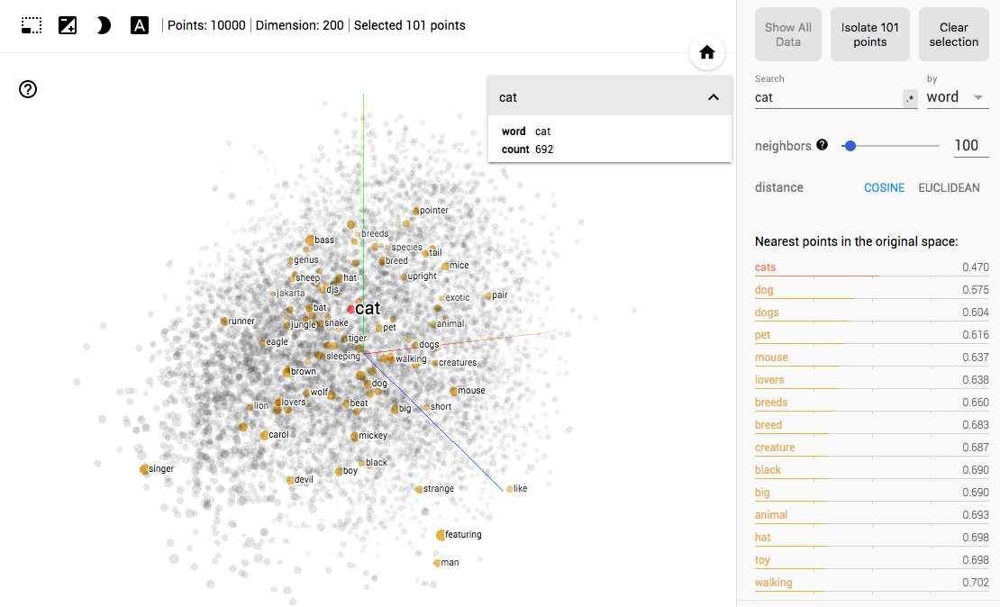 A
Points: 10000 | Dimension: 200 | Selected 101 points
Show All Data
Isolate 101 points
Clear selection
cat
word cat
count 692
Search
by
cat
.*
word
neighbors ?
100
distance
COSINE
EUCLIDEAN
Nearest points in the original space:
cats 0.470
dog 0.575
dogs 0.604
pet 0.616
mouse 0.637
lovers 0.638
breeds 0.660
breed 0.683
creature 0.687
black 0.690
big 0.690
animal 0.693
hat 0.698
toy 0.698
walking 0.702
?
pointer
breeds
bass
species
tail
genus
breed
mice
sheep
hat
upright
jakarta
djs
exotic
pair
bat
cat
runner
jungle
snake
pet
animal
eagle
tiger
dogs
sleeping
walking
creatures
brown
dog
wolf
mouse
lion
lovers
beat
big
short
carol
mickey
singer
black
boy
devil
strange
like
featuring
man